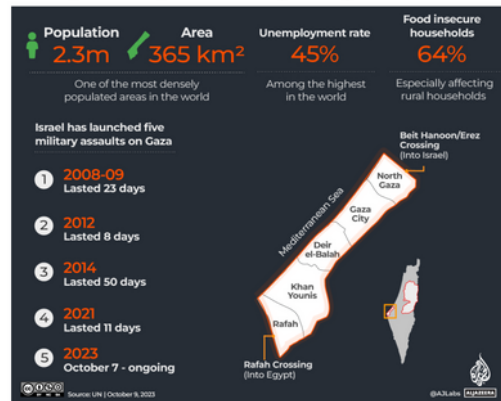 Population
2.3m
Area
365 km²
One of the most densely
populated areas in the world
Unemployment rate
45%
Among the highest
in the world
Food insecure
households
64%
Especially affecting
rural households
Israel has launched five
military assaults on Gaza
1 2008-09
Lasted 23 days
2 2012
Lasted 8 days
3 2014
Lasted 50 days
4 2021
Lasted 11 days
5 2023
October 7 - ongoing
Beit Hanoon/Erez
Crossing
(Into Israel)
North
Gaza
Gaza
City
Mediterranean Sea
Deir
el-Balah
Khan
Younis
Rafah
Rafah Crossing
(Into Egypt)
Source: UN | October 9, 2023
@AJLabs
ALJAZEERA